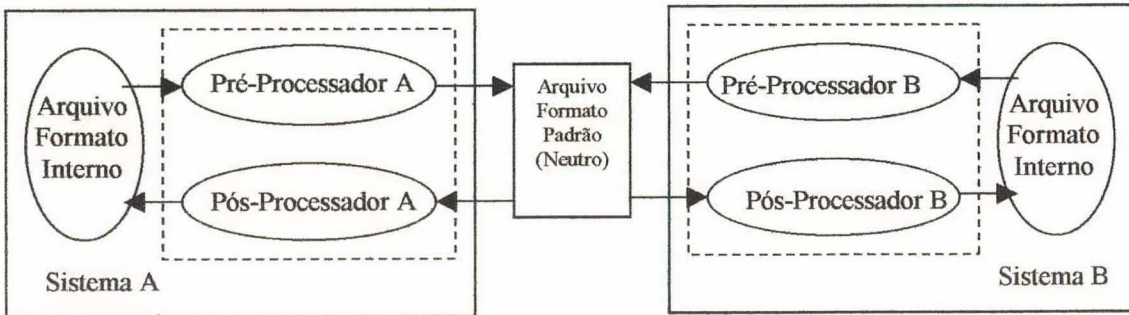 Arquivo
Formato
Interno
Pré-Processador A
Pós-Processador A
Sistema A
Arquivo
Formato
Padrão
(Neutro)
Pré-Processador B
Pós-Processador B
Arquivo
Formato
Interno
Sistema B